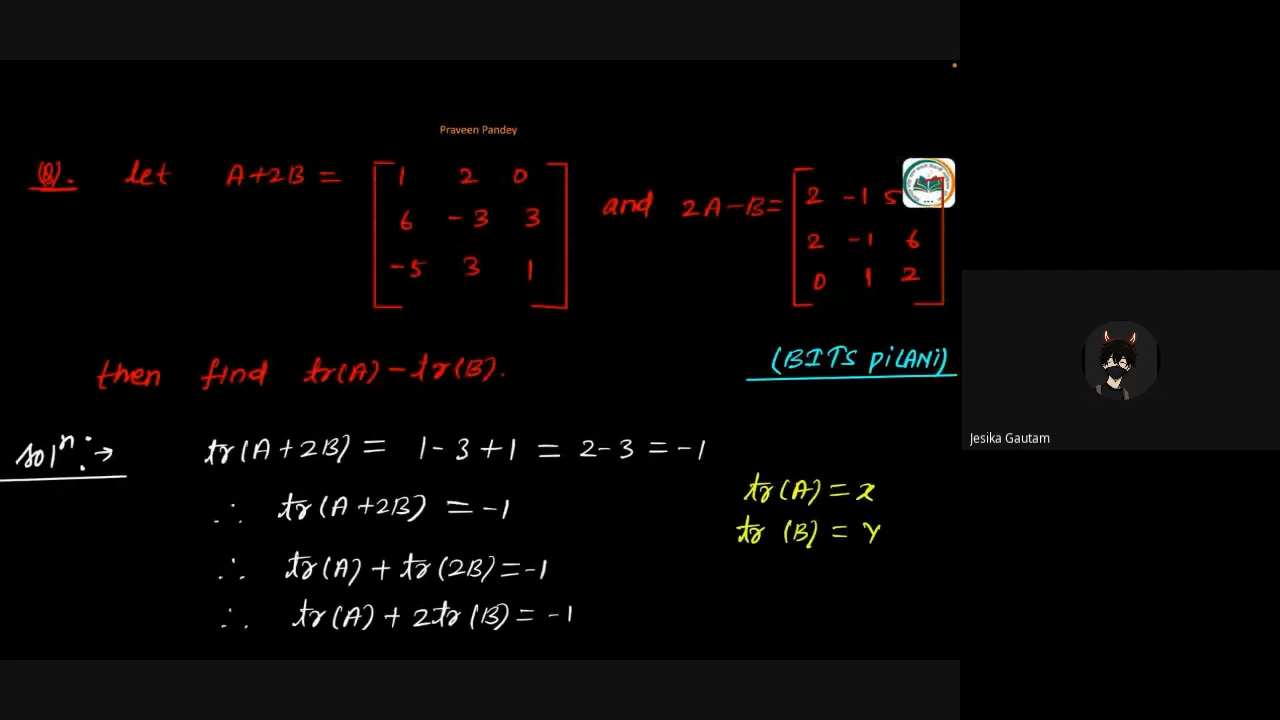 Praveen Pandey
(Q). let A+2B = [1 2 0 and 2A-B= [2 -1 5
6 -3 3 2 -1 6
-5 3 1] 0 1 2]
then find tr(A)-tr(B).
(BITS PiLANi)
Solⁿ:→ tr(A+2B) = 1-3+1 = 2-3 = -1
∴ tr(A+2B) = -1
∴ tr(A) + tr(2B) = -1
∴ tr(A) + 2tr(B) = -1
tr(A) = x
tr (B) = Y
Jesika Gautam